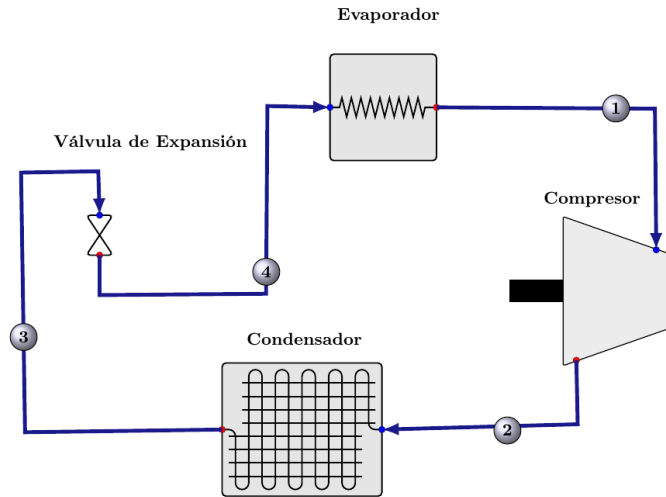 Evaporador
1
Válvula de Expansión
Compresor
4
3
Condensador
2